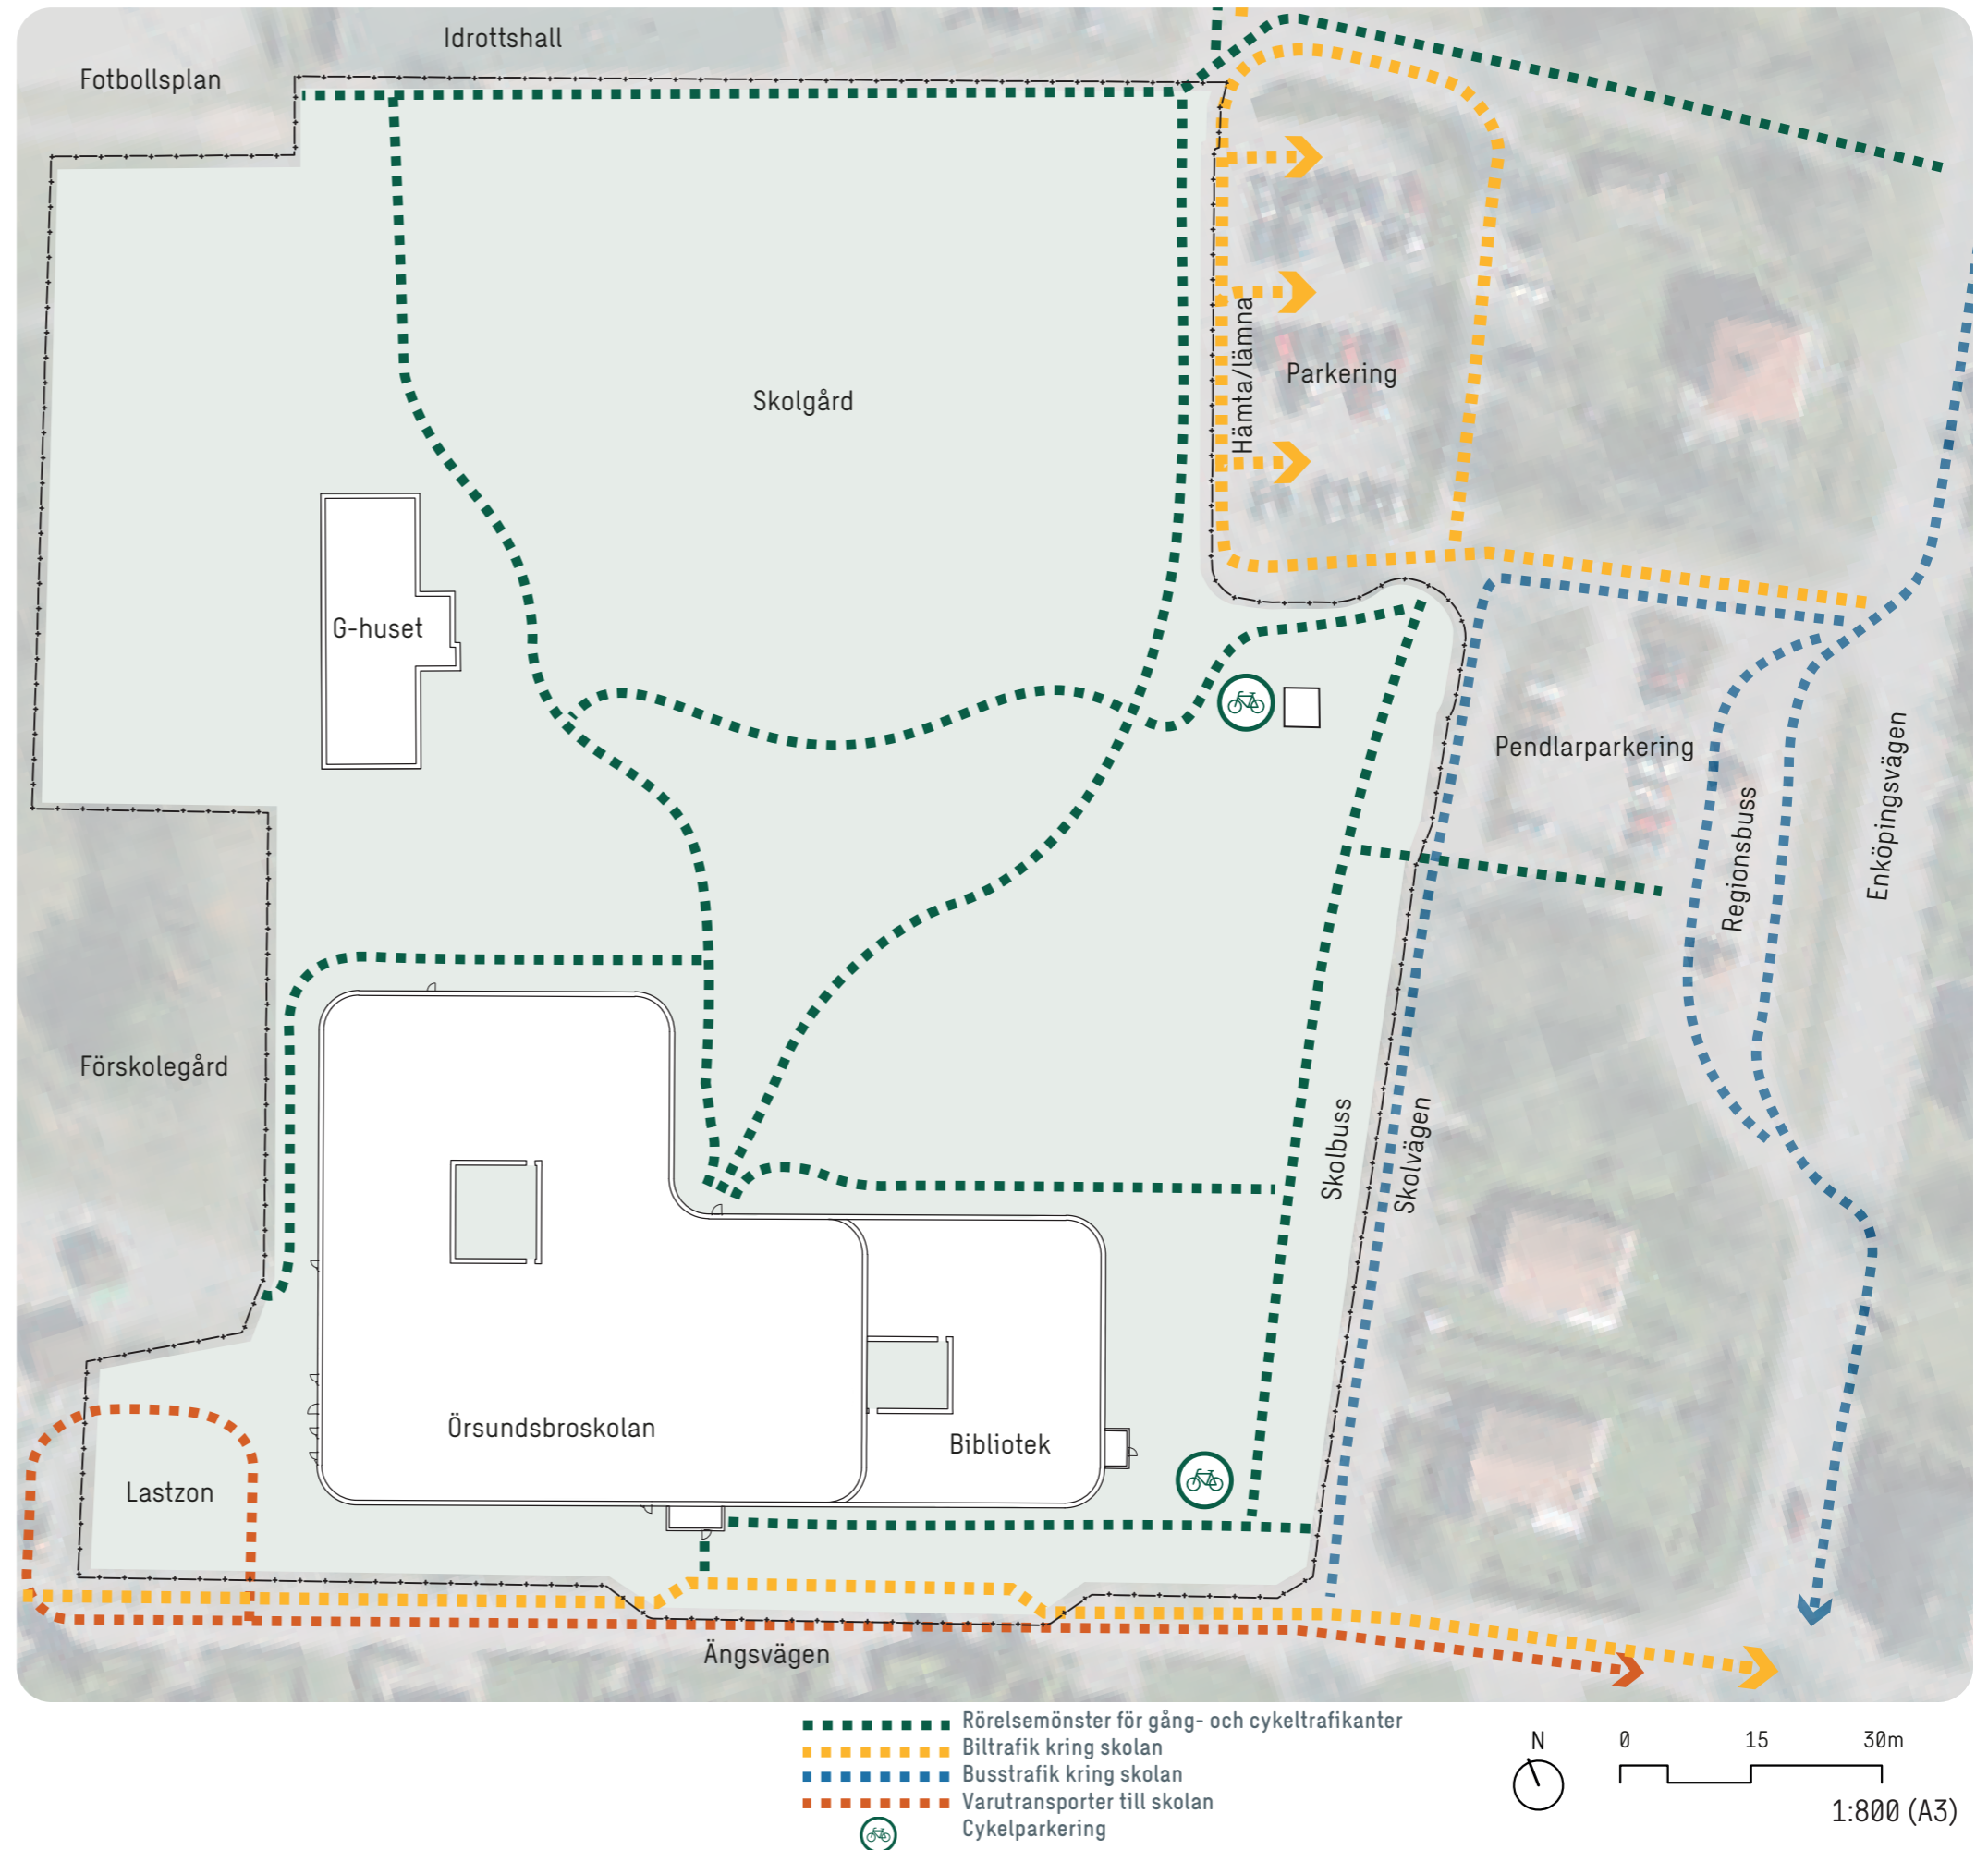 Idrottshall
Fotbollsplan
Hämta/lämna
Parkering
Skolgård
G-huset
Pendlarparkering
Regionsbuss
Enköpingsvägen
Förskolegård
Skolbuss
Skolvägen
Örsundsbroskolan
Bibliotek
Lastzon
Ängsvägen
Rörelsemönster för gång- och cykeltrafikanter
Biltrafik kring skolan
Busstrafik kring skolan
Varutransporter till skolan
Cykelparkering
N
0 15 30m
1:800 (A3)